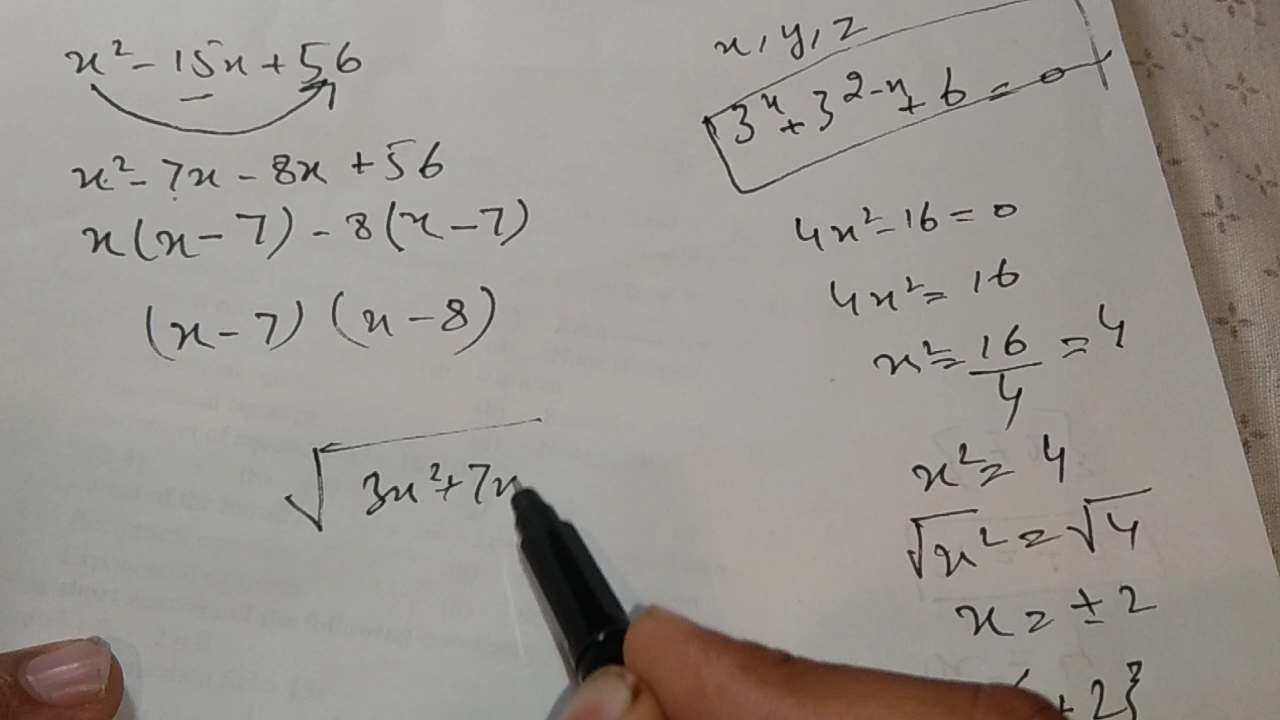 x² - 15x + 56
x² - 7x - 8x + 56
x(x - 7) - 8(x - 7)
(x - 7) (x - 8)
√3x² + 7x
x, y, z
3ˣ + 3²⁻ˣ + 6 = 0
4x² - 16 = 0
4x² = 16
x² = 16/4 = 4
x² = 4
√x² = √4
x = ± 2
2}